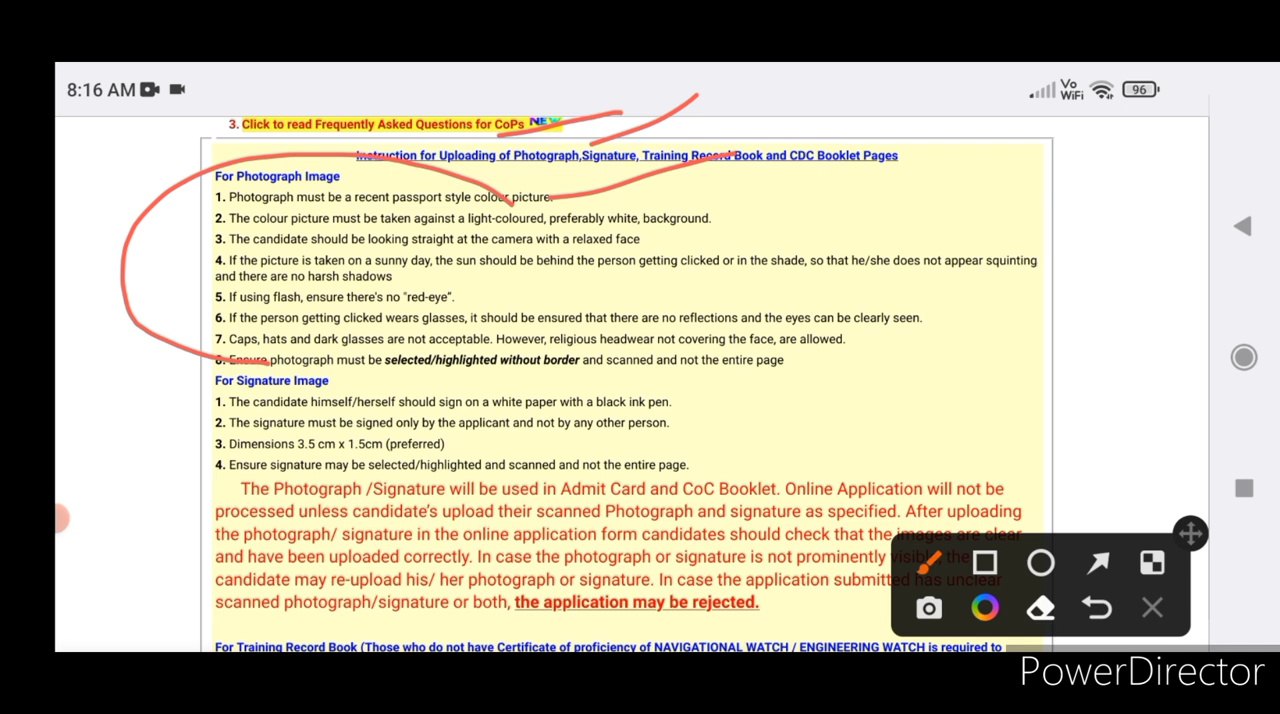 8:16 AM
Vo
WiFi
96
3. Click to read Frequently Asked Questions for CoPs NEW
Instruction for Uploading of Photograph,Signature, Training Record Book and CDC Booklet Pages
For Photograph Image
1. Photograph must be a recent passport style colour picture.
2. The colour picture must be taken against a light-coloured, preferably white, background.
3. The candidate should be looking straight at the camera with a relaxed face
4. If the picture is taken on a sunny day, the sun should be behind the person getting clicked or in the shade, so that he/she does not appear squinting
and there are no harsh shadows
5. If using flash, ensure there's no "red-eye".
6. If the person getting clicked wears glasses, it should be ensured that there are no reflections and the eyes can be clearly seen.
7. Caps, hats and dark glasses are not acceptable. However, religious headwear not covering the face, are allowed.
8. Ensure photograph must be selected/highlighted without border and scanned and not the entire page
For Signature Image
1. The candidate himself/herself should sign on a white paper with a black ink pen.
2. The signature must be signed only by the applicant and not by any other person.
3. Dimensions 3.5 cm x 1.5cm (preferred)
4. Ensure signature may be selected/highlighted and scanned and not the entire page.
The Photograph /Signature will be used in Admit Card and CoC Booklet. Online Application will not be
processed unless candidate's upload their scanned Photograph and signature as specified. After uploading
the photograph/ signature in the online application form candidates should check that the images are clear
and have been uploaded correctly. In case the photograph or signature is not prominently visible, the
candidate may re-upload his/ her photograph or signature. In case the application submitted has unclear
scanned photograph/signature or both, the application may be rejected.
For Training Record Book (Those who do not have Certificate of proficiency of NAVIGATIONAL WATCH / ENGINEERING WATCH is required to
PowerDirector